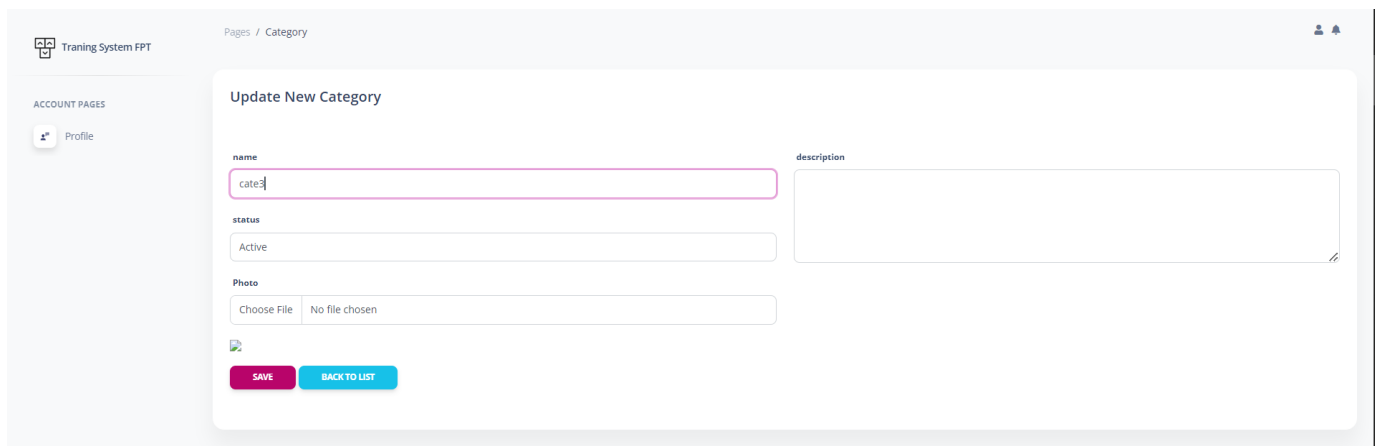 Traning System FPT
Pages / Category
ACCOUNT PAGES
Profile
Update New Category
name
cate3
description
status
Active
Photo
Choose File No file chosen
SAVE BACK TO LIST